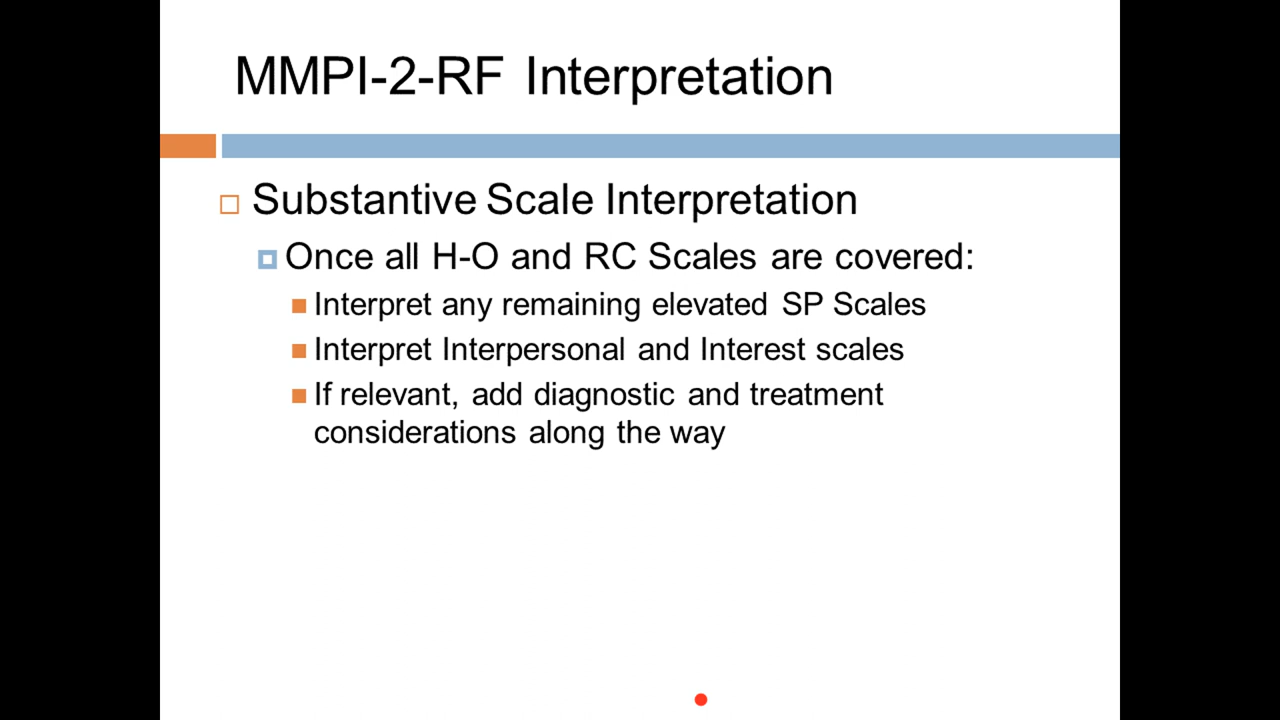 MMPI-2-RF Interpretation
Substantive Scale Interpretation
Once all H-O and RC Scales are covered:
Interpret any remaining elevated SP Scales
Interpret Interpersonal and Interest scales
If relevant, add diagnostic and treatment
considerations along the way